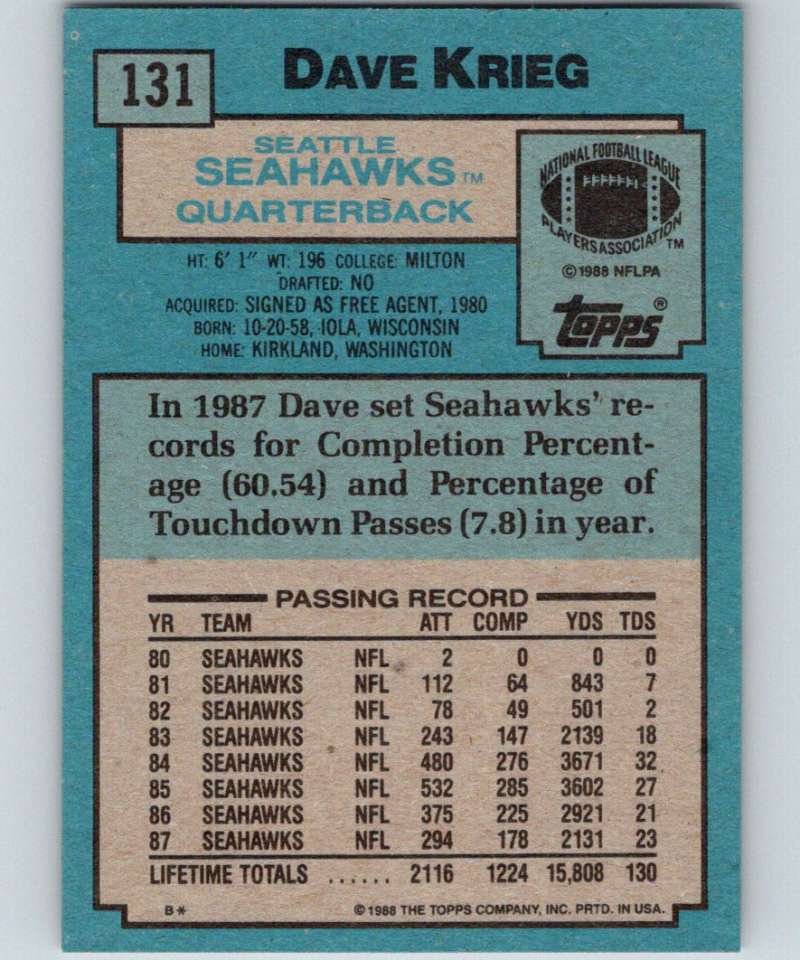 131
DAVE KRIEG
SEATTLE
SEAHAWKS™
QUARTERBACK
NATIONAL FOOTBALL LEAGUE
PLAYERS ASSOCIATION™
©1988 NFLPA
Topps®
HT: 6' 1" WT: 196 COLLEGE: MILTON
DRAFTED: NO
ACQUIRED: SIGNED AS FREE AGENT, 1980
BORN: 10-20-58, IOLA, WISCONSIN
HOME: KIRKLAND, WASHINGTON
In 1987 Dave set Seahawks' re-
cords for Completion Percent-
age (60.54) and Percentage of
Touchdown Passes (7.8) in year.
PASSING RECORD
YR TEAM ATT COMP YDS TDS
80 SEAHAWKS NFL 2 0 0 0
81 SEAHAWKS NFL 112 64 843 7
82 SEAHAWKS NFL 78 49 501 2
83 SEAHAWKS NFL 243 147 2139 18
84 SEAHAWKS NFL 480 276 3671 32
85 SEAHAWKS NFL 532 285 3602 27
86 SEAHAWKS NFL 375 225 2921 21
87 SEAHAWKS NFL 294 178 2131 23
LIFETIME TOTALS ...... 2116 1224 15,808 130
B* ©1988 THE TOPPS COMPANY, INC. PRTD. IN USA.